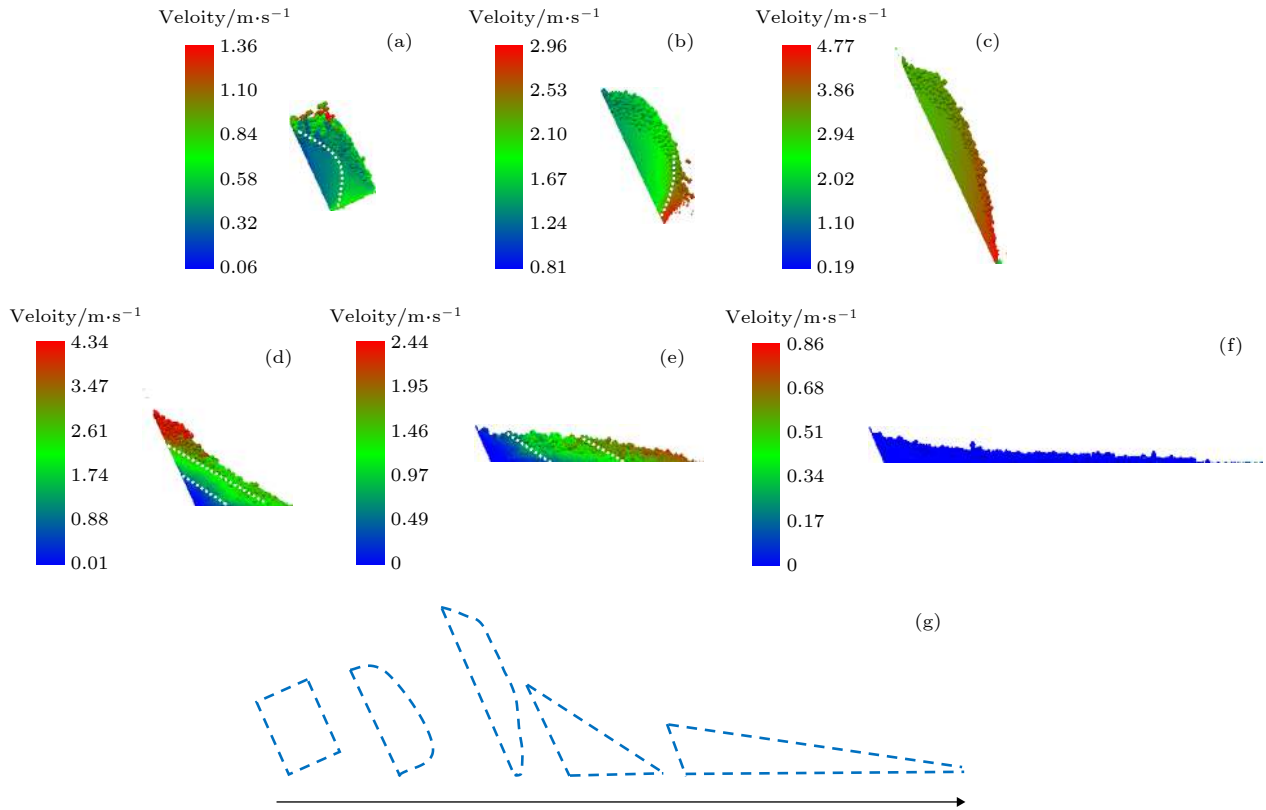 Veloity/m·s⁻¹
(a)
1.36
1.10
0.84
0.58
0.32
0.06
Veloity/m·s⁻¹
(b)
2.96
2.53
2.10
1.67
1.24
0.81
Veloity/m·s⁻¹
(c)
4.77
3.86
2.94
2.02
1.10
0.19
Veloity/m·s⁻¹
(d)
4.34
3.47
2.61
1.74
0.88
0.01
Veloity/m·s⁻¹
(e)
2.44
1.95
1.46
0.98
0.49
0
Veloity/m·s⁻¹
(f)
0.86
0.68
0.51
0.34
0.17
0
(g)